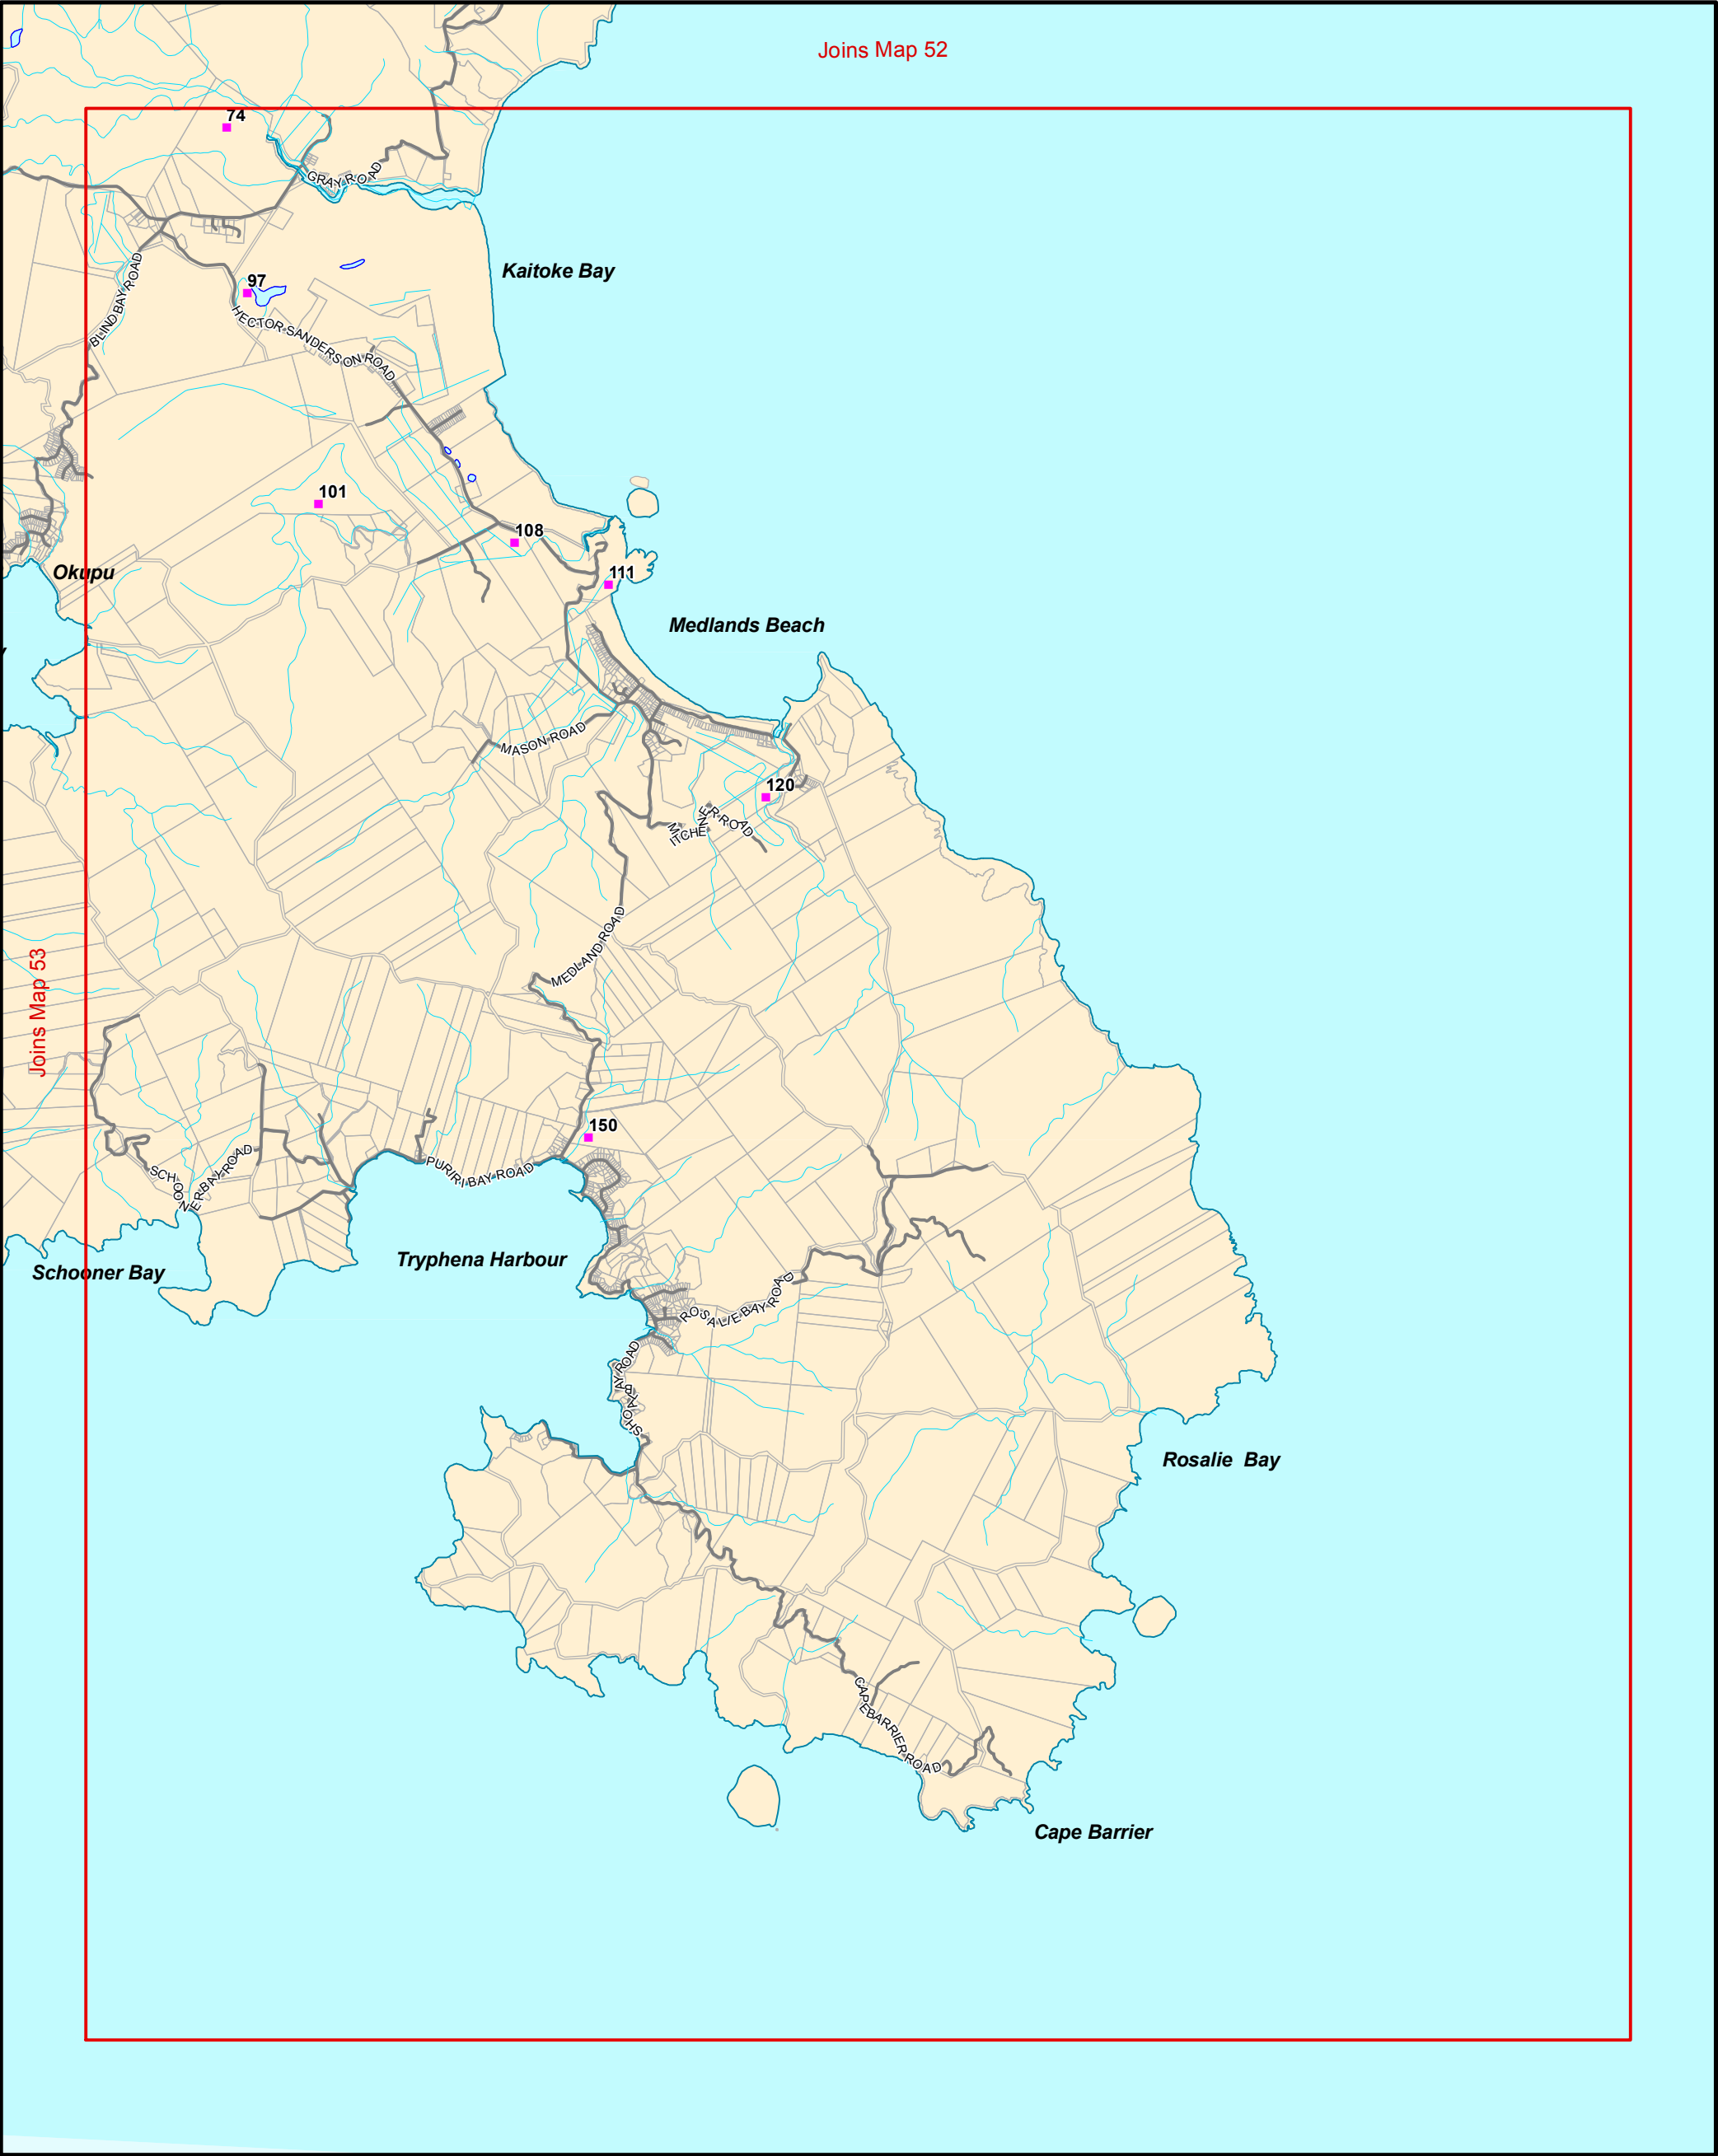 Joins Map 52
74
GRAY ROAD
Kaitoke Bay
97
BLIND BAY ROAD
HECTOR SANDERSON ROAD
101
108
Okupu
111
Medlands Beach
MASON ROAD
120
MITCHENER ROAD
MEDLAND ROAD
Joins Map 53
150
SCHOONER BAY ROAD
PURIRI BAY ROAD
Tryphena Harbour
Schooner Bay
ROSALIE BAY ROAD
SHOAL BAY ROAD
Rosalie Bay
CAPE BARRIER ROAD
Cape Barrier